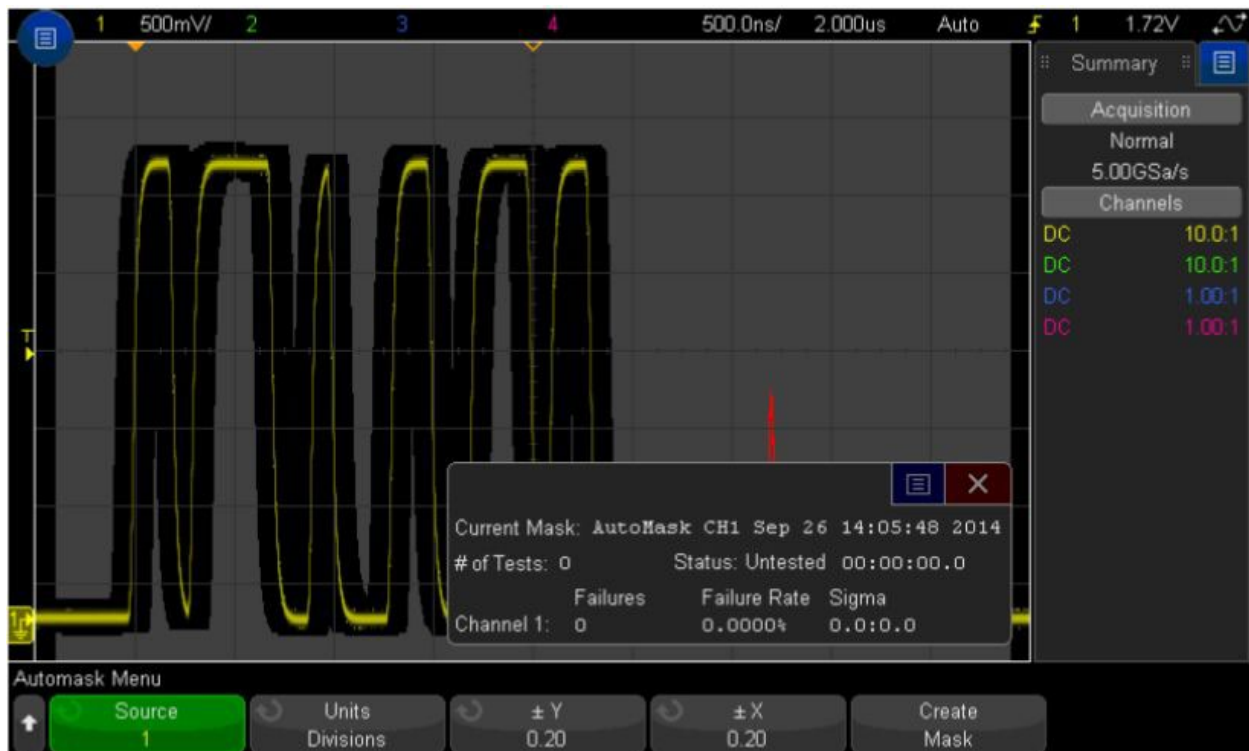 1 500mV/ 2 3 4 500.0ns/ 2.000us Auto 1 1.72V
Summary
Acquisition
Normal
5.00GSa/s
Channels
DC 10.0:1
DC 10.0:1
DC 1.00:1
DC 1.00:1
T
Current Mask: AutoMask CH1 Sep 26 14:05:48 2014
# of Tests: 0 Status: Untested 00:00:00.0
Failures Failure Rate Sigma
Channel 1: 0 0.0000% 0.0:0.0
Automask Menu
Source Units ± Y ± X Create
1 Divisions 0.20 0.20 Mask